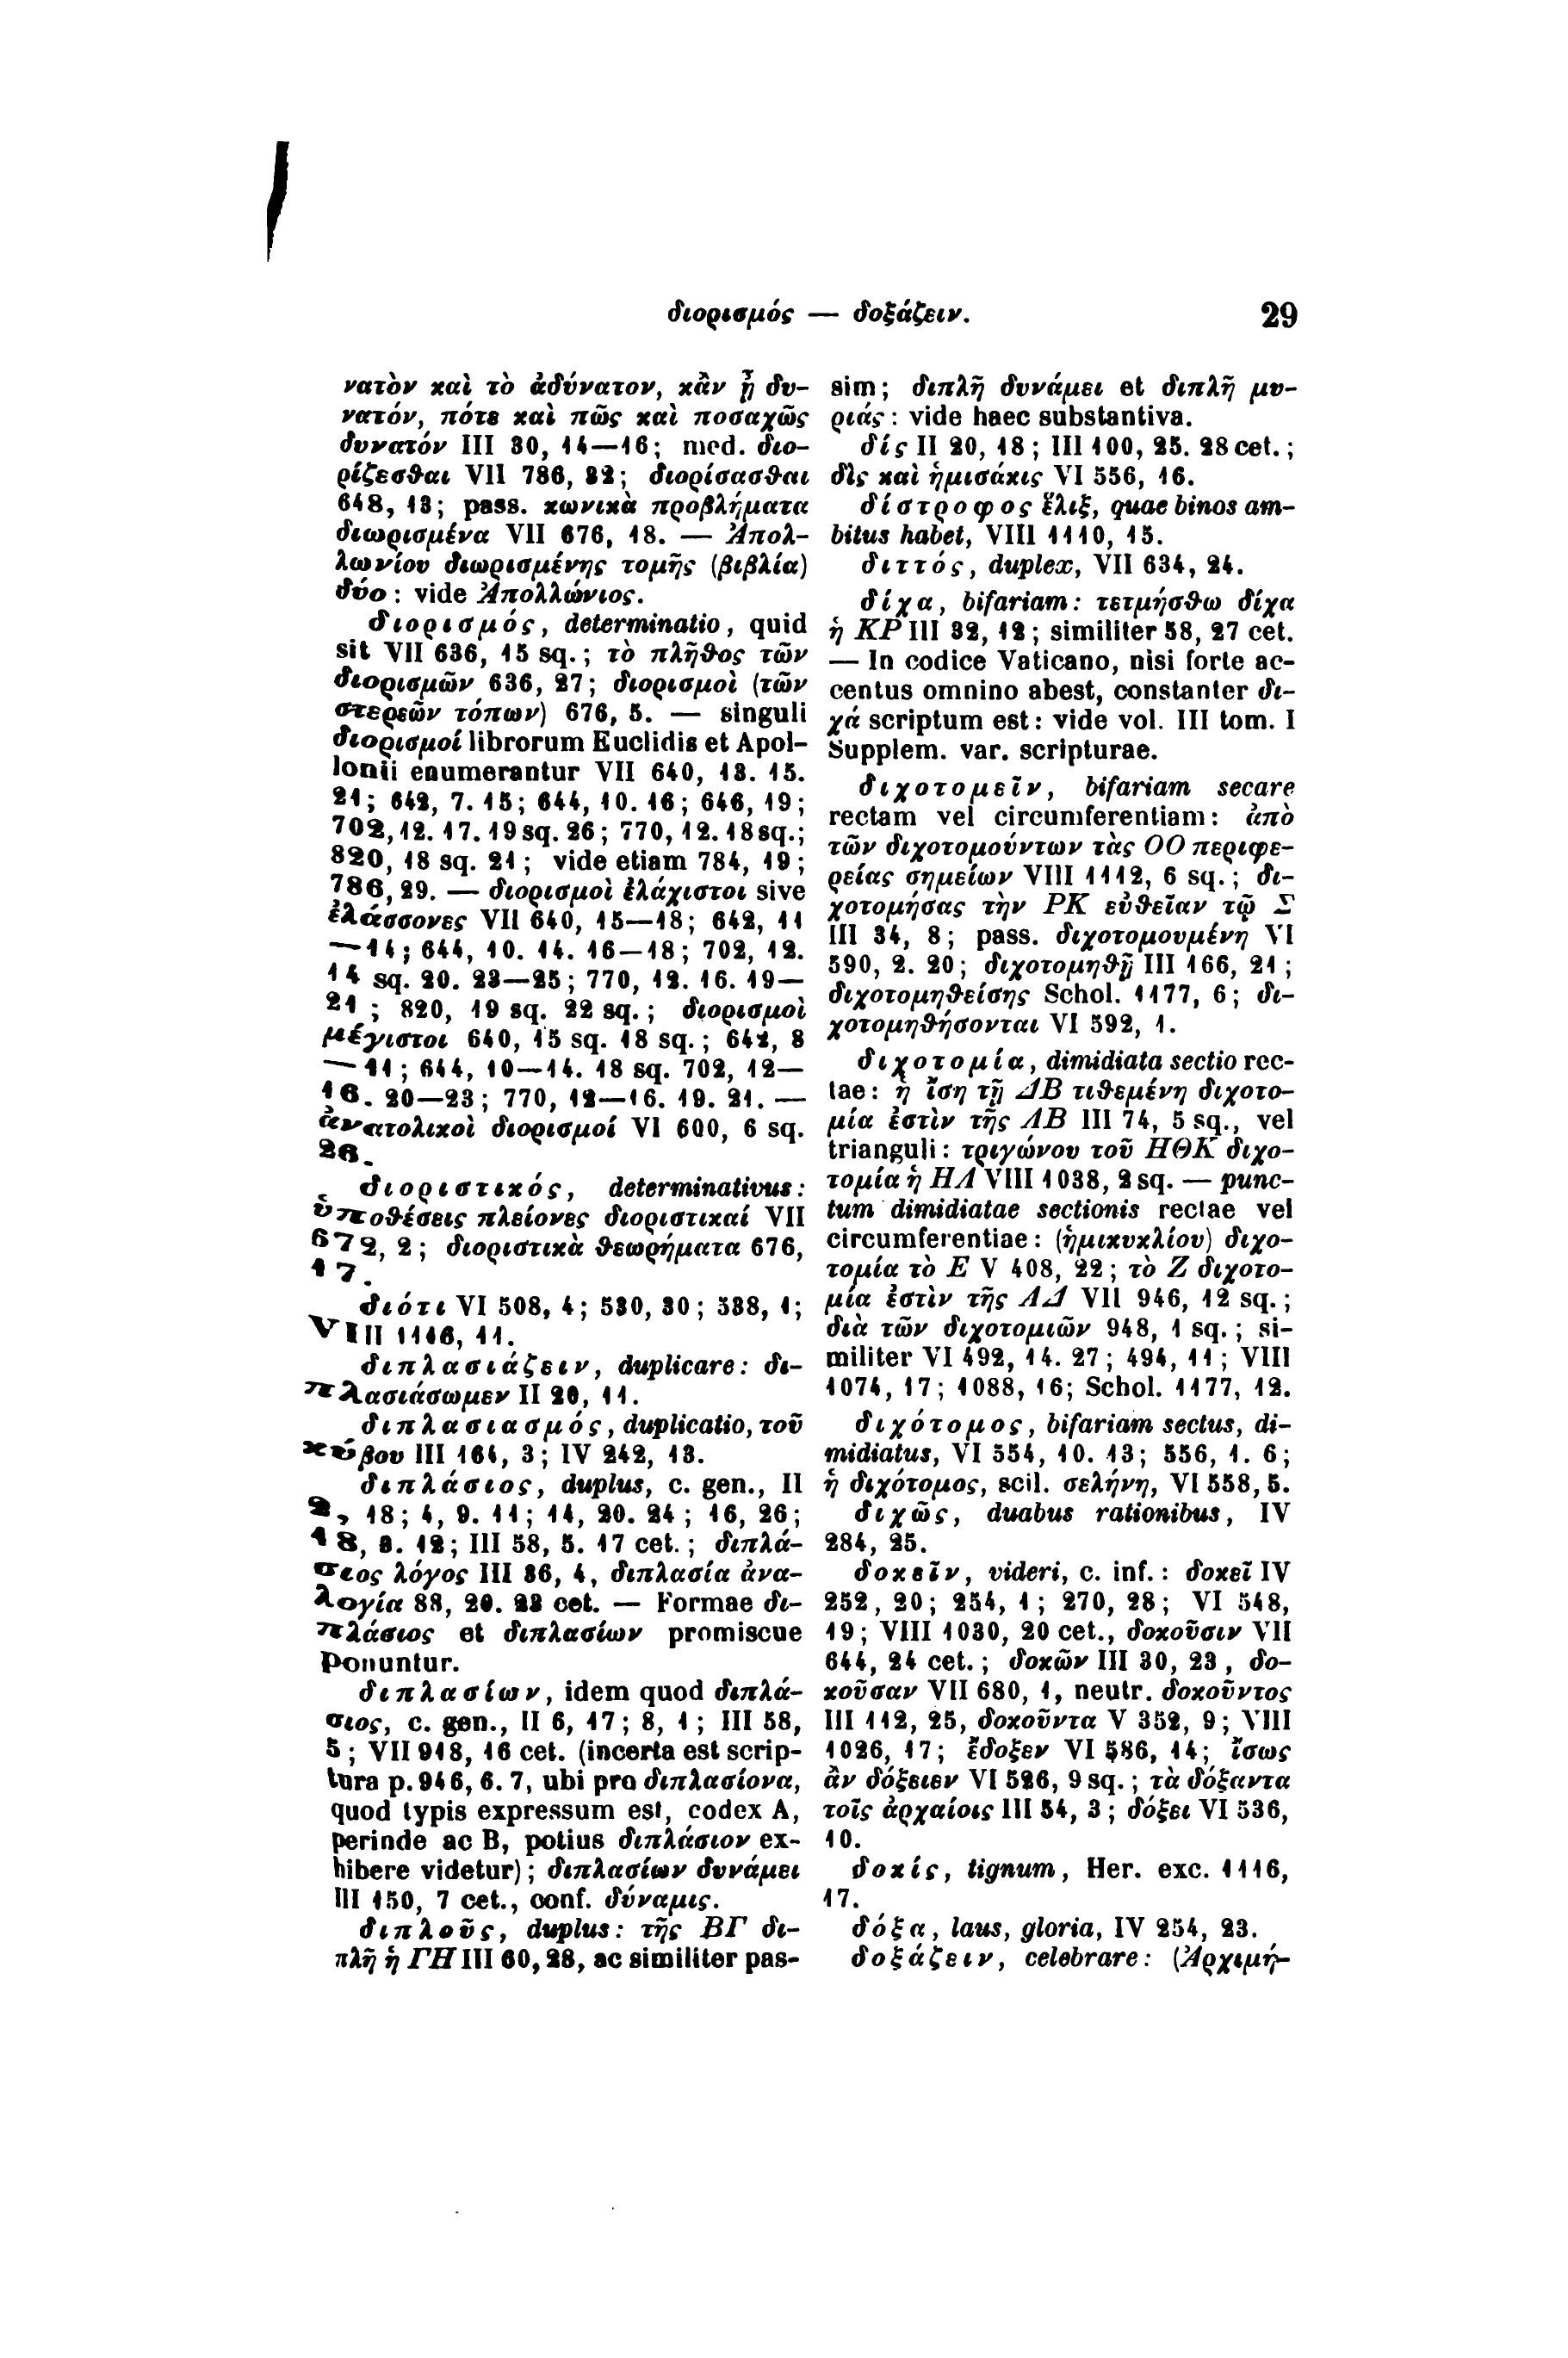 διορισμός — δοξάζειν. 29
νατὸν καὶ τὸ ἀδύνατον, κἂν ᾖ δυ-
νατόν, πότε καὶ πῶς καὶ ποσαχῶς
δυνατόν III 30, 14—16; med. διο-
ρίζεσθαι VII 786, 22; διορίσασθαι
648, 13; pass. κωνικὰ προβλήματα
διωρισμένα VII 676, 18. — Ἀπολ-
λωνίου διωρισμένης τομῆς (βιβλία)
δύο: vide Ἀπολλώνιος.
διορισμός, determinatio, quid
sit VII 636, 15 sq.; τὸ πλῆθος τῶν
διορισμῶν 636, 27; διορισμοὶ (τῶν
στερεῶν τόπων) 676, 5. — singuli
διορισμοί librorum Euclidis et Apol-
lonii enumerantur VII 640, 13. 15.
21; 642, 7. 15; 644, 10. 16; 646, 19;
702, 12. 17. 19 sq. 26; 770, 12. 18 sq.;
820, 18 sq. 21; vide etiam 784, 19;
786, 29. — διορισμοὶ ἐλάχιστοι sive
ἐλάσσονες VII 640, 15—18; 642, 11
—14; 644, 10. 14. 16—18; 702, 12.
14 sq. 20. 23—25; 770, 12. 16. 19—
21; 820, 19 sq. 22 sq.; διορισμοὶ
μέγιστοι 640, 15 sq. 18 sq.; 642, 8
—11; 644, 10—14. 18 sq. 702, 12—
16. 20—23; 770, 12—16. 19. 21. —
ἀνατολικοὶ διορισμοί VI 600, 6 sq.
26.
διοριστικός, determinativus:
ὑποθέσεις πλείονες διοριστικαί VII
672, 2; διοριστικὰ θεωρήματα 676,
17.
διότι VI 508, 4; 530, 30; 538, 1;
VIII 1116, 11.
διπλασιάζειν, duplicare: δι-
πλασιάσωμεν II 20, 11.
διπλασιασμός, duplicatio, τοῦ
κύβου III 164, 3; IV 242, 13.
διπλάσιος, duplus, c. gen., II
2, 18; 4, 9. 11; 14, 20. 24; 16, 26;
18, 8. 12; III 58, 5. 17 cet.; διπλά-
σιος λόγος III 86, 4, διπλασία ἀνα-
λογία 88, 20. 22 cet. — Formae δι-
πλάσιος et διπλασίων promiscue
ponuntur.
διπλασίων, idem quod διπλά-
σιος, c. gen., II 6, 17; 8, 1; III 58,
5; VII 918, 16 cet. (incerta est scrip-
tura p. 946, 6. 7, ubi pro διπλασίονα,
quod typis expressum est, codex A,
perinde ac B, potius διπλάσιον ex-
hibere videtur); διπλασίων δυνάμει
III 150, 7 cet., conf. δύναμις.
διπλοῦς, duplus: τῆς ΒΓ δι-
πλῆ ἡ ΓΗ III 60, 28, ac similiter pas-
sim; διπλῆ δυνάμει et διπλῆ μυ-
ριάς: vide haec substantiva.
δίς II 20, 18; III 100, 25. 28 cet.;
δὶς καὶ ἡμισάκις VI 556, 16.
δίστροφος ἕλιξ, quae binos am-
bitus habet, VIII 1110, 15.
διττός, duplex, VII 634, 24.
δίχα, bifariam: τετμήσθω δίχα
ἡ ΚΡ III 32, 12; similiter 58, 27 cet.
— In codice Vaticano, nisi forte ac-
centus omnino abest, constanter δι-
χά scriptum est: vide vol. III tom. I
Supplem. var. scripturae.
διχοτομεῖν, bifariam secare
rectam vel circumferentiam: ἀπὸ
τῶν διχοτομούντων τὰς ΟΟ περιφε-
ρείας σημείων VIII 1112, 6 sq.; δι-
χοτομήσας τὴν ΡΚ εὐθεῖαν τῷ Σ
III 34, 8; pass. διχοτομουμένη VI
590, 2. 20; διχοτομηθῇ III 166, 21;
διχοτομηθείσης Schol. 1177, 6; δι-
χοτομηθήσονται VI 592, 1.
διχοτομία, dimidiata sectio rec-
tae: ἡ ἴση τῇ ΔΒ τιθεμένη διχοτο-
μία ἐστὶν τῆς ΑΒ III 74, 5 sq., vel
trianguli: τριγώνου τοῦ ΗΘΚ διχο-
τομία ἡ ΗΛ VIII 1038, 2 sq. — punc-
tum dimidiatae sectionis rectae vel
circumferentiae: (ἡμικυκλίου) διχο-
τομία τὸ Ε V 408, 22; τὸ Ζ διχοτο-
μία ἐστὶν τῆς ΑΔ VII 946, 12 sq.;
διὰ τῶν διχοτομιῶν 948, 1 sq.; si-
militer VI 492, 14. 27; 494, 11; VIII
1074, 17; 1088, 16; Schol. 1177, 12.
διχότομος, bifariam sectus, di-
midiatus, VI 554, 10. 13; 556, 1. 6;
ἡ διχότομος, scil. σελήνη, VI 558, 5.
διχῶς, duabus rationibus, IV
284, 25.
δοκεῖν, videri, c. inf.: δοκεῖ IV
252, 20; 254, 1; 270, 28; VI 548,
19; VIII 1030, 20 cet., δοκοῦσιν VII
644, 24 cet.; δοκῶν III 30, 23, δο-
κοῦσαν VII 680, 1, neutr. δοκοῦντος
III 112, 25, δοκοῦντα V 352, 9; VIII
1026, 17; ἔδοξεν VI 586, 14; ἴσως
ἂν δόξειεν VI 526, 9 sq.; τὰ δόξαντα
τοῖς ἀρχαίοις III 54, 3; δόξει VI 536,
10.
δοκίς, tignum, Her. exc. 1116,
17.
δόξα, laus, gloria, IV 254, 23.
δοξάζειν, celebrare: (Ἀρχιμή-